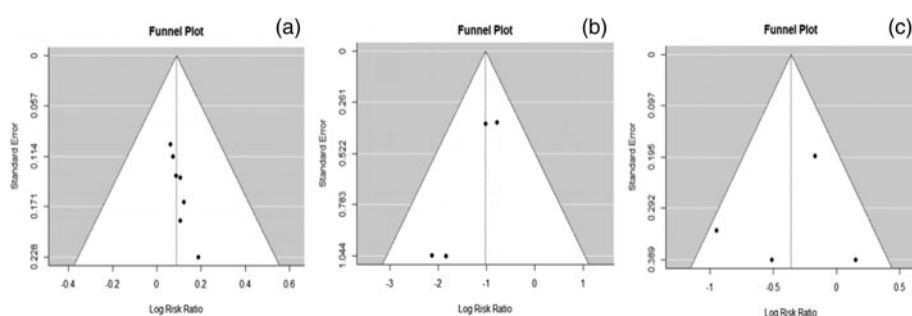 (a)
Funnel Plot
Standard Error
0
0.057
0.114
0.171
0.228
-0.4
-0.2
0
0.2
0.4
0.6
Log Risk Ratio
(b)
Funnel Plot
Standard Error
0
0.261
0.522
0.783
1.044
-3
-2
-1
0
1
Log Risk Ratio
(c)
Funnel Plot
Standard Error
0
0.097
0.195
0.292
0.389
-1
-0.5
0
0.5
Log Risk Ratio